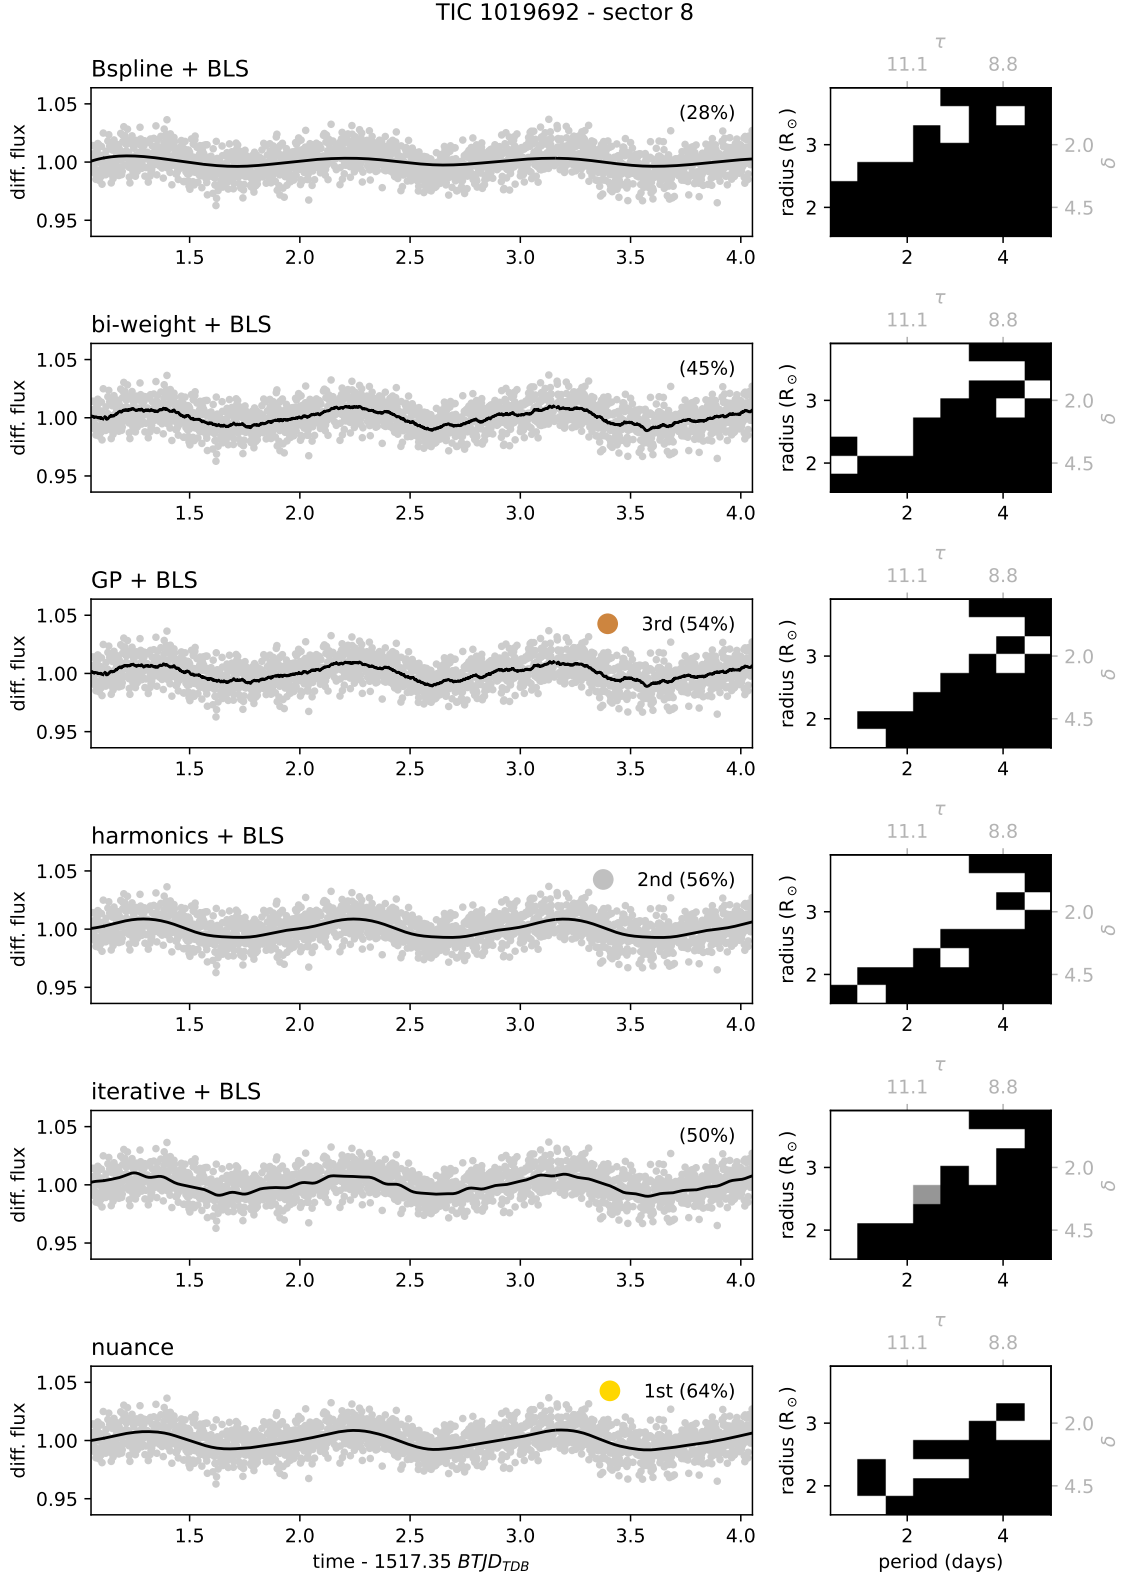 TIC 1019692 - sector 8
Bspline + BLS
diff. flux
1.05
1.00
0.95
(28%)
1.5 2.0 2.5 3.0 3.5 4.0
τ
11.1 8.8
radius (R⊙)
3
2
2.0
4.5
δ
2 4
bi-weight + BLS
diff. flux
1.05
1.00
0.95
(45%)
1.5 2.0 2.5 3.0 3.5 4.0
τ
11.1 8.8
radius (R⊙)
3
2
2.0
4.5
δ
2 4
GP + BLS
diff. flux
1.05
1.00
0.95
3rd (54%)
1.5 2.0 2.5 3.0 3.5 4.0
τ
11.1 8.8
radius (R⊙)
3
2
2.0
4.5
δ
2 4
harmonics + BLS
diff. flux
1.05
1.00
0.95
2nd (56%)
1.5 2.0 2.5 3.0 3.5 4.0
τ
11.1 8.8
radius (R⊙)
3
2
2.0
4.5
δ
2 4
iterative + BLS
diff. flux
1.05
1.00
0.95
(50%)
1.5 2.0 2.5 3.0 3.5 4.0
τ
11.1 8.8
radius (R⊙)
3
2
2.0
4.5
δ
2 4
nuance
diff. flux
1.05
1.00
0.95
1st (64%)
1.5 2.0 2.5 3.0 3.5 4.0
time - 1517.35 BTJD_TDB
τ
11.1 8.8
radius (R⊙)
3
2
2.0
4.5
δ
2 4
period (days)